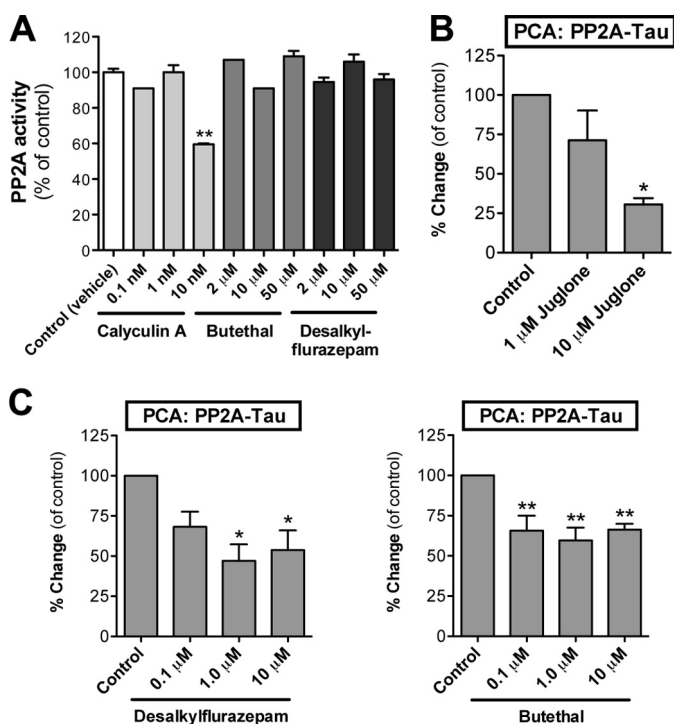 A
PP2A activity
(% of control)
120
100
80
60
40
20
0
**
Control (vehicle)
0.1 nM
1 nM
10 nM
2 μM
10 μM
50 μM
2 μM
10 μM
50 μM
Calyculin A
Butethal
Desalkyl-
flurazepam
B
PCA: PP2A-Tau
% Change (of control)
125
100
75
50
25
0
*
Control
1 μM Juglone
10 μM Juglone
C
PCA: PP2A-Tau
% Change (of control)
125
100
75
50
25
0
*
*
Control
0.1 μM
1.0 μM
10 μM
Desalkylflurazepam
PCA: PP2A-Tau
% Change (of control)
125
100
75
50
25
0
**
**
**
Control
0.1 μM
1.0 μM
10 μM
Butethal